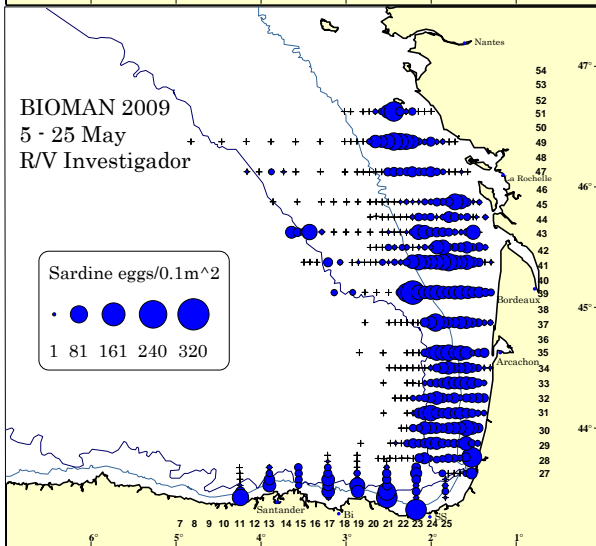 Nantes
47°
54
53
52
51
50
49
48
47
46
45
44
43
42
41
40
39
38
37
36
35
34
33
32
31
30
29
28
27
BIOMAN 2009
5 - 25 May
R/V Investigador
La Rochelle
46°
Sardine eggs/0.1m^2
1 81 161 240 320
Bordeaux
45°
Arcachon
44°
Santander
Bi
SS
7 8 9 10 11 12 13 14 15 16 17 18 19 20 21 22 23 24 25
6° 5° 4° 3° 2° 1°